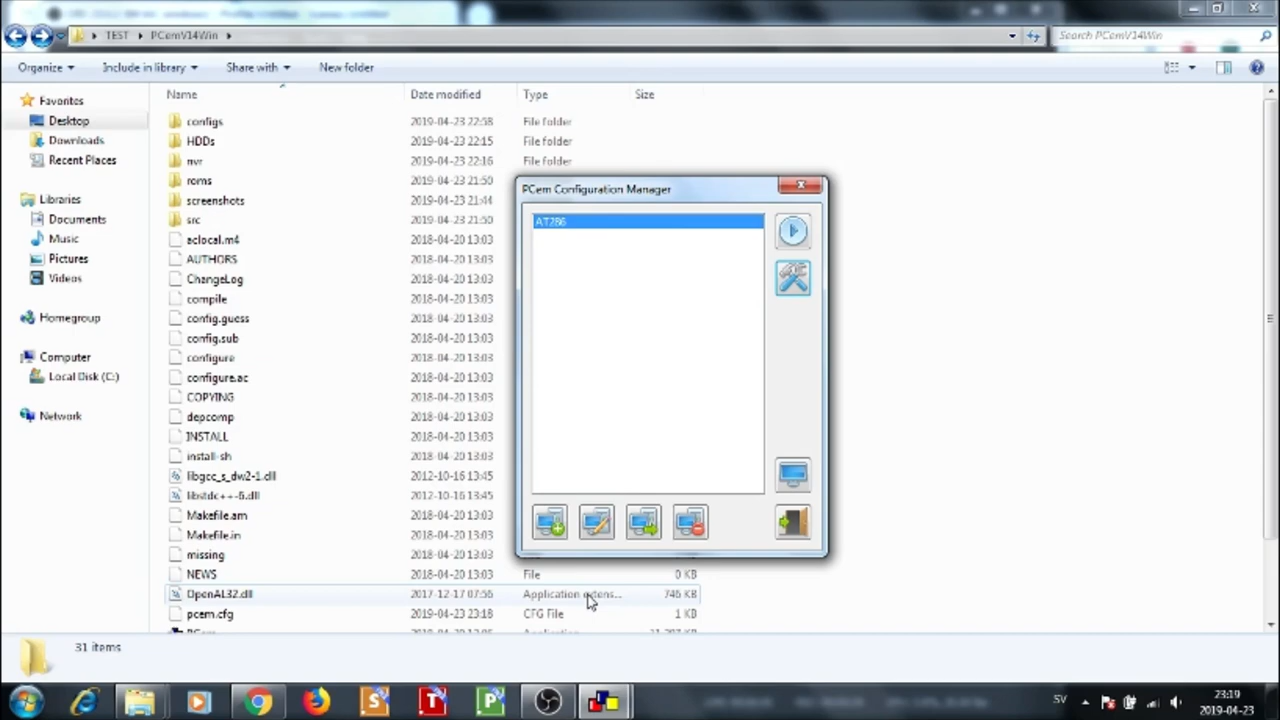 TEST PCemV14Win Search PCemV14Win
Organize Include in library Share with New folder
Name Date modified Type Size
Favorites
Desktop
Downloads
Recent Places
Libraries
Documents
Music
Pictures
Videos
Homegroup
Computer
Local Disk (C:)
Network
configs 2019-04-23 22:58 File folder
HDDs 2019-04-23 22:15 File folder
nvr 2019-04-23 22:16 File folder
roms 2019-04-23 21:50
screenshots 2019-04-23 21:44
src 2019-04-23 21:50
aclocal.m4 2018-04-20 13:03
AUTHORS 2018-04-20 13:03
ChangeLog 2018-04-20 13:03
compile 2018-04-20 13:03
config.guess 2018-04-20 13:03
config.sub 2018-04-20 13:03
configure 2018-04-20 13:03
configure.ac 2018-04-20 13:03
COPYING 2018-04-20 13:03
depcomp 2018-04-20 13:03
INSTALL 2018-04-20 13:03
install-sh 2018-04-20 13:03
libgcc_s_dw2-1.dll 2012-10-16 13:45
libstdc++-6.dll 2012-10-16 13:45
Makefile.am 2018-04-20 13:03
Makefile.in 2018-04-20 13:03
missing 2018-04-20 13:03
NEWS 2018-04-20 13:03 File 0 KB
OpenAL32.dll 2017-12-17 07:56 Application extens... 746 KB
pcem.cfg 2019-04-23 23:18 CFG File 1 KB
PCem Configuration Manager
AT286
31 items
SV
23:19
2019-04-23